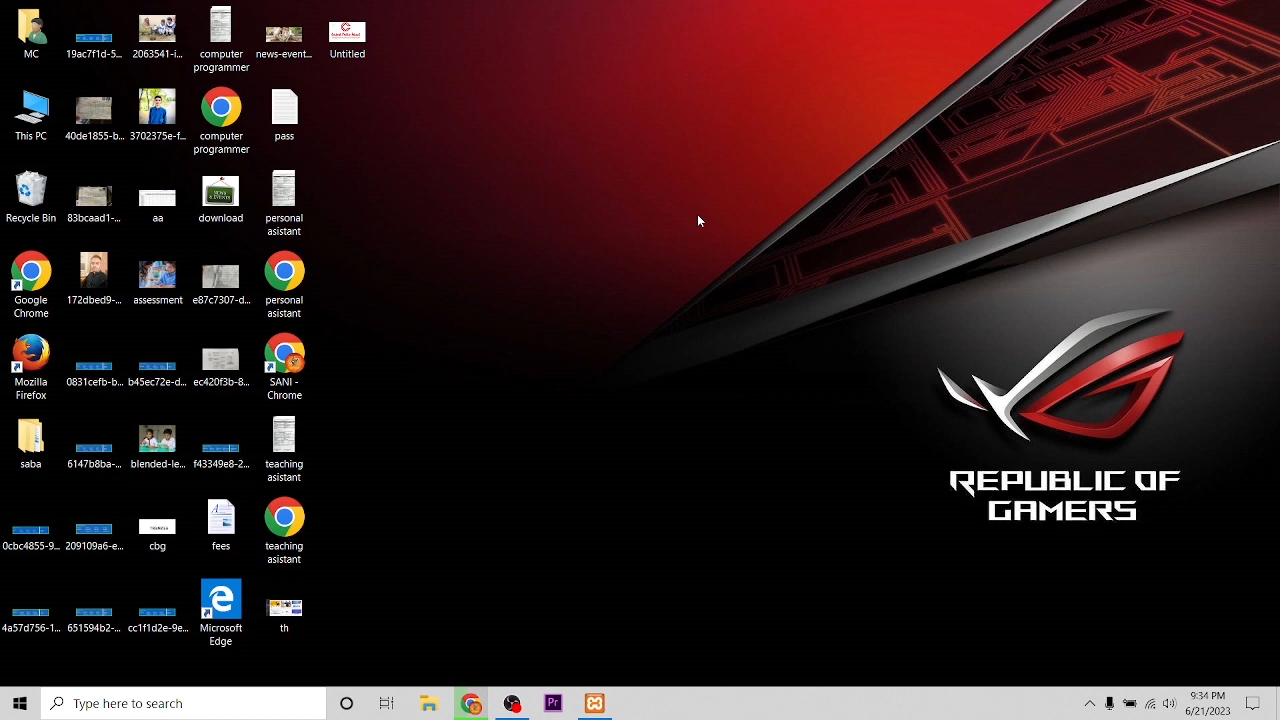 MC
19ac7f1d-5...
2063541-i...
computer
programmer
news-event...
Untitled
This PC
40de1855-b...
3702375e-f...
computer
programmer
pass
Recycle Bin
83bcaad1-...
aa
download
personal
asistant
Google
Chrome
172dbed9-...
assessment
e87c7307-d...
personal
asistant
Mozilla
Firefox
0831cefb-b...
b45ec72e-d...
ec420f3b-8...
SANI -
Chrome
saba
6147b8ba-...
blended-le...
f43349e8-2...
teaching
asistant
0cbc4855-9...
209109a6-e...
cbg
fees
teaching
asistant
4a57d756-1...
651594b2-...
cc1f1d2e-9e...
Microsoft
Edge
th
NEWS
& EVENTS
REPUBLIC OF
GAMERS
Type here to search
Pr
9:34 PM
6/21/2023